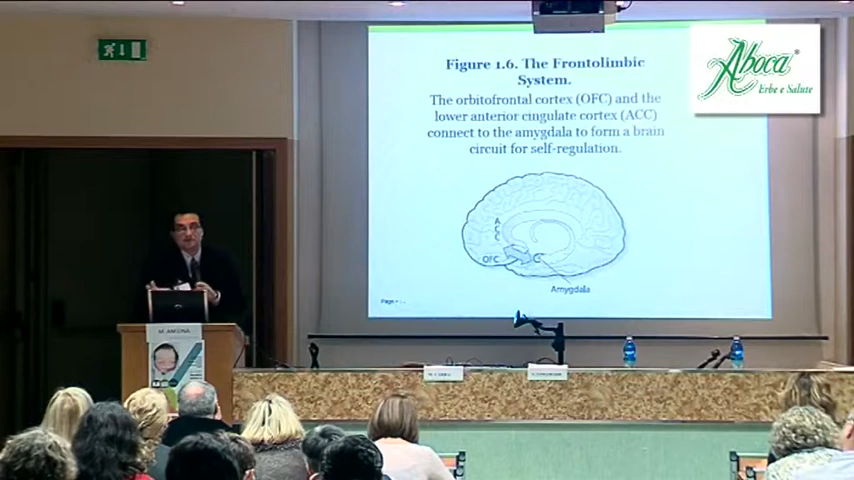 Figure 1.6. The Frontolimbic
System.
The orbitofrontal cortex (OFC) and the
lower anterior cingulate cortex (ACC)
connect to the amygdala to form a brain
circuit for self-regulation.
A
C
C
OFC
Amygdala
Aboca®
Erbe e Salute